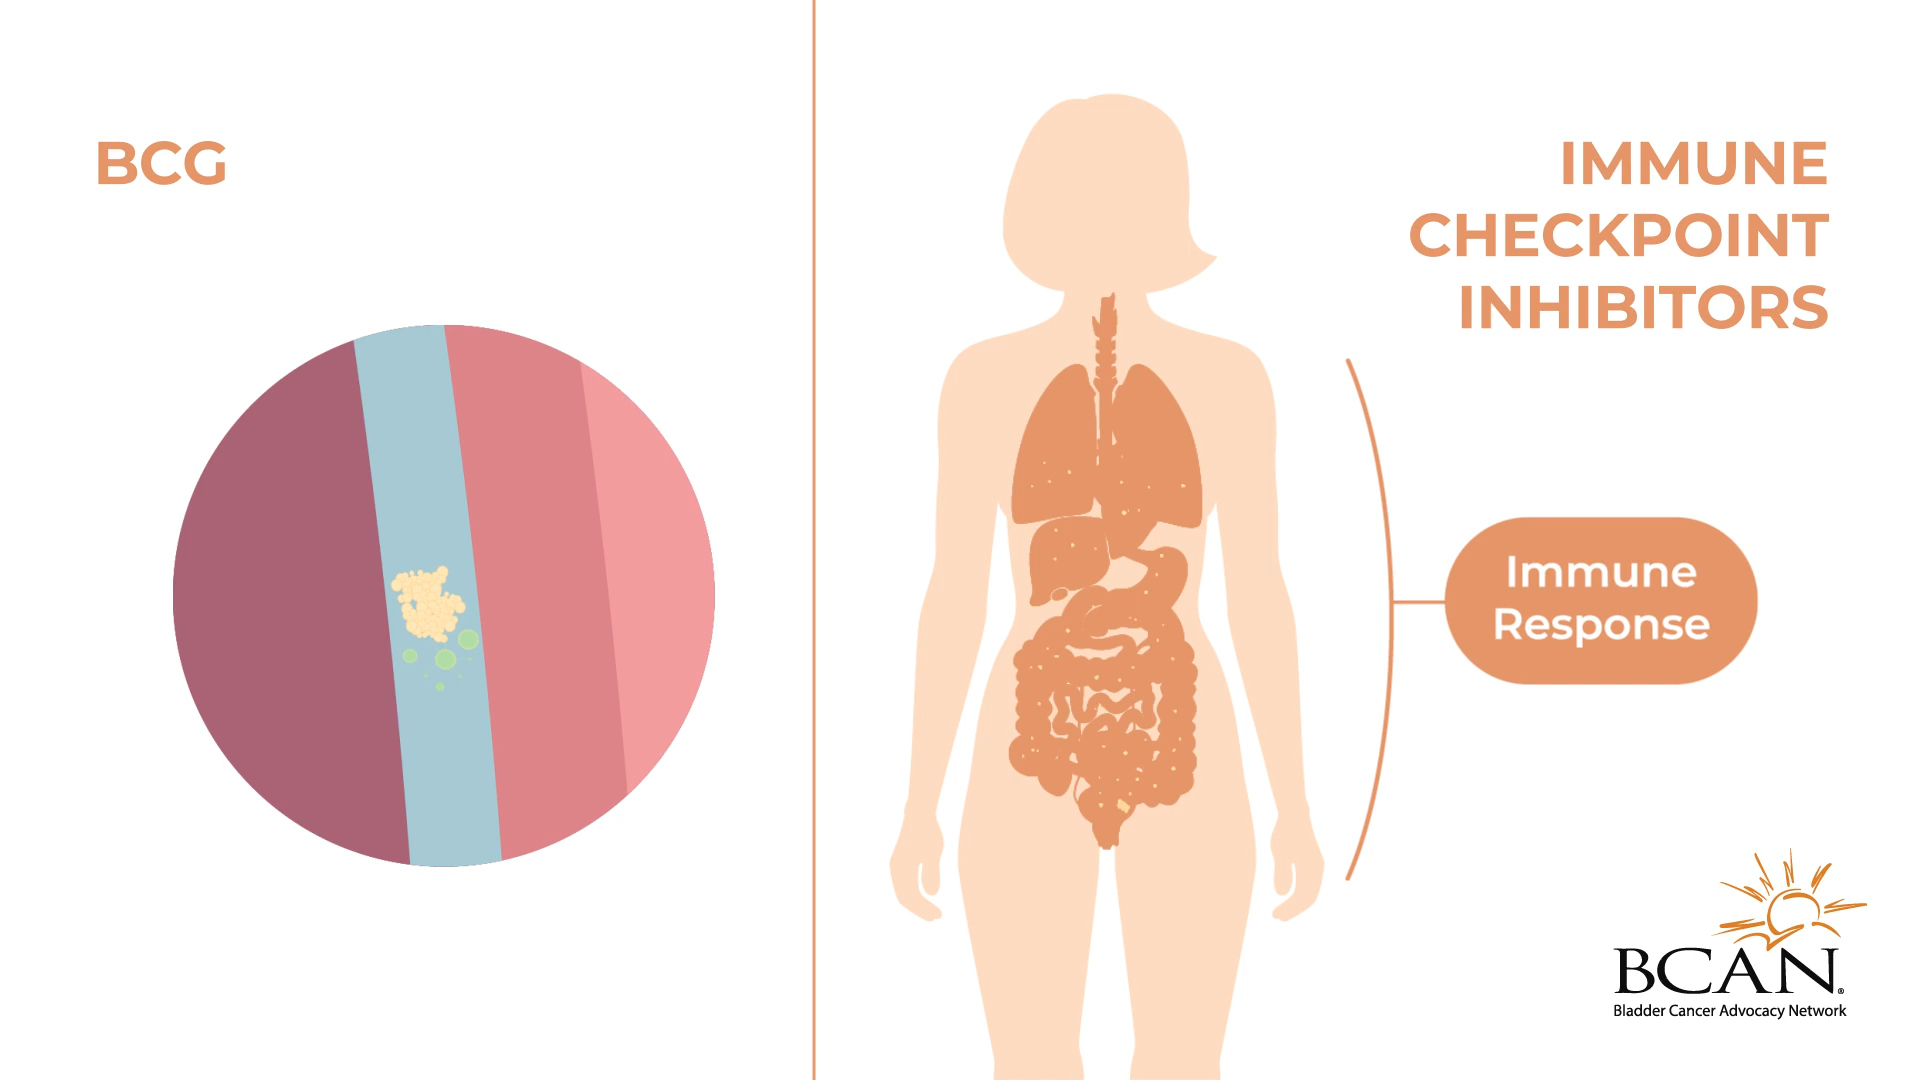 BCG
IMMUNE
CHECKPOINT
INHIBITORS
Immune
Response
BCAN®
Bladder Cancer Advocacy Network